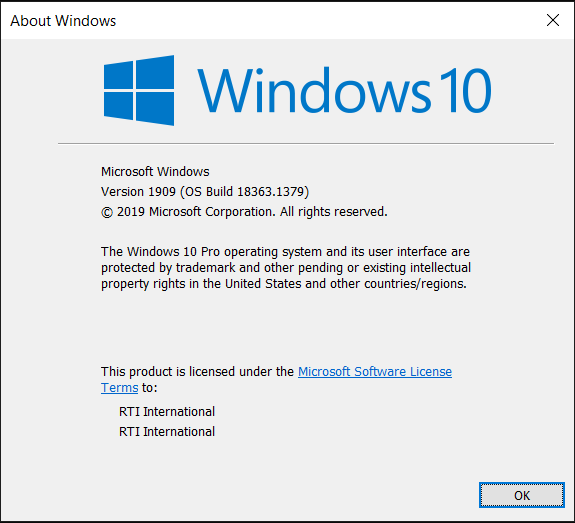 About Windows
Windows 10
Microsoft Windows
Version 1909 (OS Build 18363.1379)
© 2019 Microsoft Corporation. All rights reserved.
The Windows 10 Pro operating system and its user interface are
protected by trademark and other pending or existing intellectual
property rights in the United States and other countries/regions.
This product is licensed under the Microsoft Software License
Terms to:
RTI International
RTI International
OK